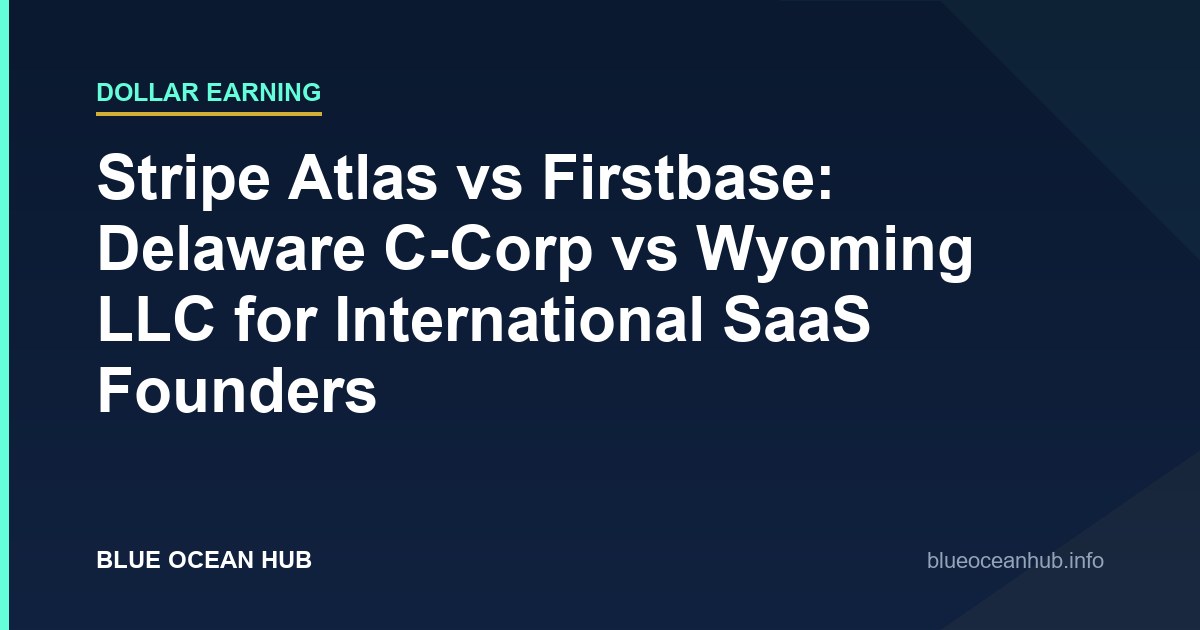 DOLLAR EARNING
Stripe Atlas vs Firstbase:
Delaware C-Corp vs Wyoming
LLC for International SaaS
Founders
BLUE OCEAN HUB
blueoceanhub.info